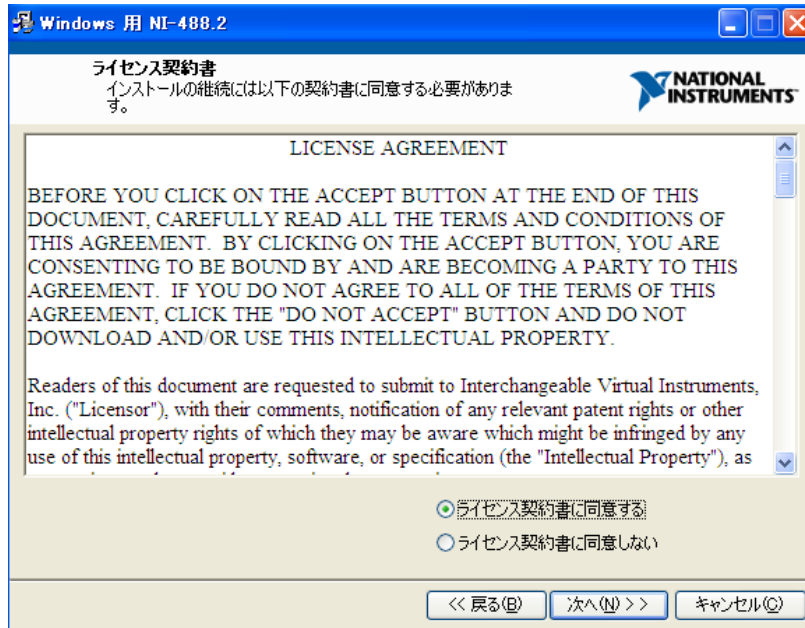 Windows 用 NI-488.2
ライセンス契約書
インストールの継続には以下の契約書に同意する必要がありま
す。
NATIONAL
INSTRUMENTS
LICENSE AGREEMENT
BEFORE YOU CLICK ON THE ACCEPT BUTTON AT THE END OF THIS
DOCUMENT, CAREFULLY READ ALL THE TERMS AND CONDITIONS OF
THIS AGREEMENT.  BY CLICKING ON THE ACCEPT BUTTON, YOU ARE
CONSENTING TO BE BOUND BY AND ARE BECOMING A PARTY TO THIS
AGREEMENT.  IF YOU DO NOT AGREE TO ALL OF THE TERMS OF THIS
AGREEMENT, CLICK THE "DO NOT ACCEPT" BUTTON AND DO NOT
DOWNLOAD AND/OR USE THIS INTELLECTUAL PROPERTY.
Readers of this document are requested to submit to Interchangeable Virtual Instruments,
Inc. ("Licensor"), with their comments, notification of any relevant patent rights or other
intellectual property rights of which they may be aware which might be infringed by any
use of this intellectual property, software, or specification (the "Intellectual Property"), as
ライセンス契約書に同意する
ライセンス契約書に同意しない
<< 戻る(B)
次へ(N) >>
キャンセル(C)